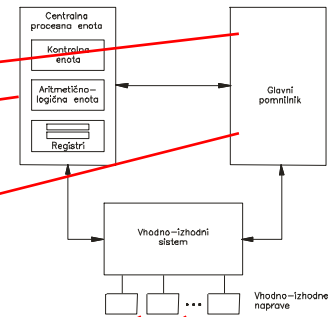 Centralna
procesna enota
Kontrolna
enota
Aritmetično-
logična enota
Registri
Glavni
pomnilnik
Vhodno-izhodni
sistem
Vhodno-izhodne
naprave